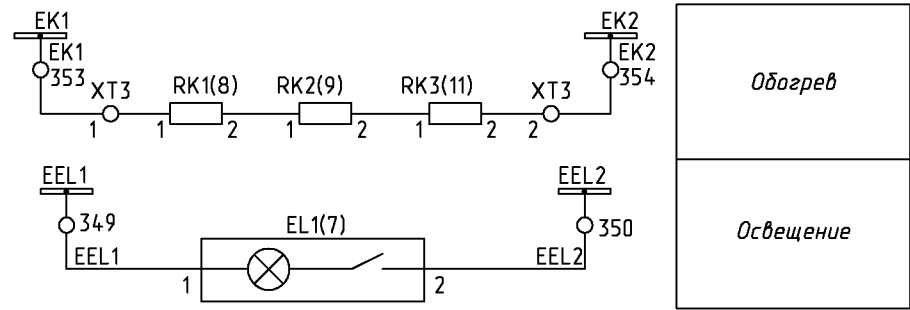 EK1 EK2
EK1 EK2
353 354
Обогрев
XT3 RK1(8) RK2(9) RK3(11) XT3
1 1 2 1 2 1 2 2
EEL1 EEL2
349 EL1(7) 350
Освещение
EEL1 EEL2
1 2